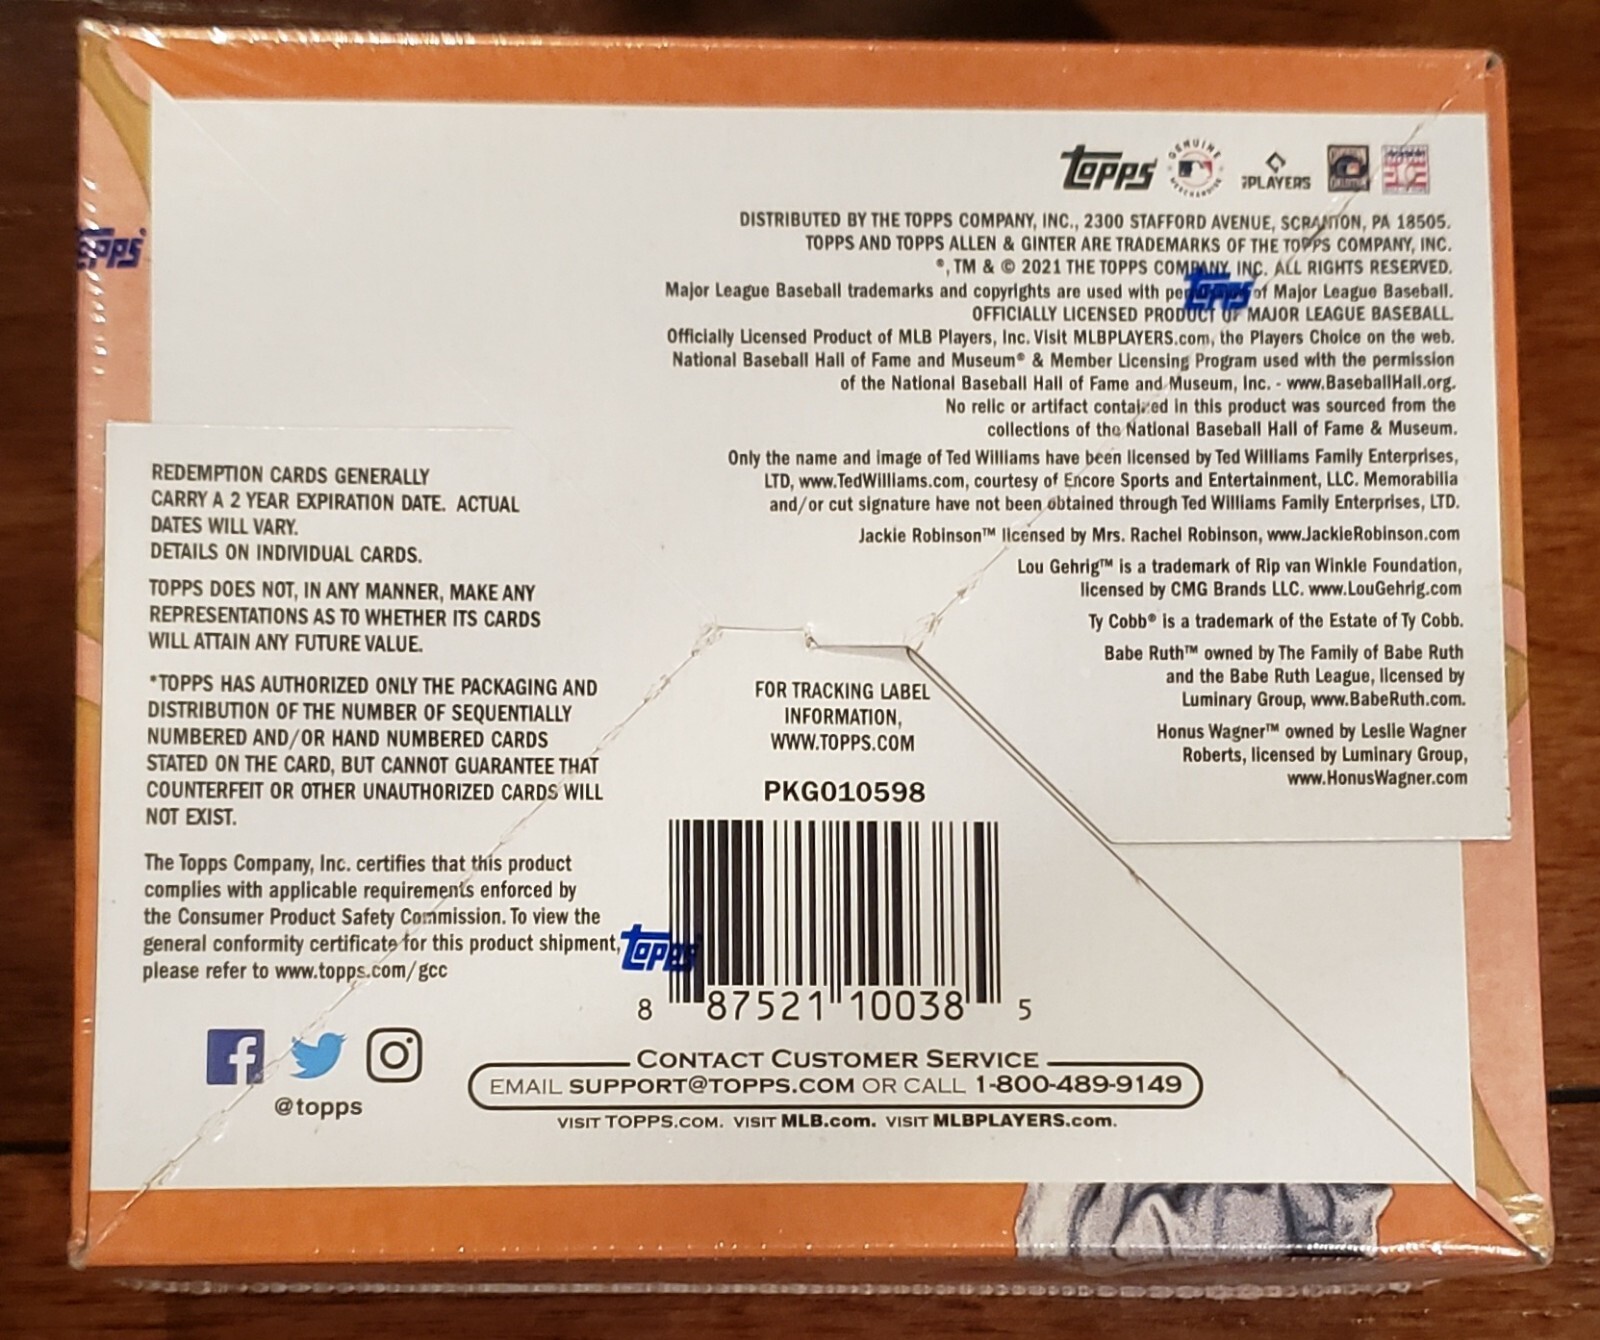 Topps
GENUINE MERCHANDISE
PLAYERS
DISTRIBUTED BY THE TOPPS COMPANY, INC., 2300 STAFFORD AVENUE, SCRANTON, PA 18505.
TOPPS AND TOPPS ALLEN & GINTER ARE TRADEMARKS OF THE TOPPS COMPANY, INC.
®, TM & © 2021 THE TOPPS COMPANY, INC. ALL RIGHTS RESERVED.
Major League Baseball trademarks and copyrights are used with of Major League Baseball.
OFFICIALLY LICENSED PRODUCT OF MAJOR LEAGUE BASEBALL.
Officially Licensed Product of MLB Players, Inc. Visit MLBPLAYERS.com, the Players Choice on the web.
National Baseball Hall of Fame and Museum® & Member Licensing Program used with the permission
of the National Baseball Hall of Fame and Museum, Inc. - www.BaseballHall.org.
No relic or artifact contained in this product was sourced from the
collections of the National Baseball Hall of Fame & Museum.
Only the name and image of Ted Williams have been licensed by Ted Williams Family Enterprises,
LTD, www.TedWilliams.com, courtesy of Encore Sports and Entertainment, LLC. Memorabilia
and/or cut signature have not been obtained through Ted Williams Family Enterprises, LTD.
Jackie Robinson™ licensed by Mrs. Rachel Robinson, www.JackieRobinson.com
Lou Gehrig™ is a trademark of Rip van Winkle Foundation,
licensed by CMG Brands LLC. www.LouGehrig.com
Ty Cobb® is a trademark of the Estate of Ty Cobb.
Babe Ruth™ owned by The Family of Babe Ruth
and the Babe Ruth League, licensed by
Luminary Group, www.BabeRuth.com.
Honus Wagner™ owned by Leslie Wagner
Roberts, licensed by Luminary Group,
www.HonusWagner.com
Topps
Topps
REDEMPTION CARDS GENERALLY
CARRY A 2 YEAR EXPIRATION DATE. ACTUAL
DATES WILL VARY.
DETAILS ON INDIVIDUAL CARDS.
TOPPS DOES NOT, IN ANY MANNER, MAKE ANY
REPRESENTATIONS AS TO WHETHER ITS CARDS
WILL ATTAIN ANY FUTURE VALUE.
*TOPPS HAS AUTHORIZED ONLY THE PACKAGING AND
DISTRIBUTION OF THE NUMBER OF SEQUENTIALLY
NUMBERED AND/OR HAND NUMBERED CARDS
STATED ON THE CARD, BUT CANNOT GUARANTEE THAT
COUNTERFEIT OR OTHER UNAUTHORIZED CARDS WILL
NOT EXIST.
The Topps Company, Inc. certifies that this product
complies with applicable requirements enforced by
the Consumer Product Safety Commission. To view the
general conformity certificate for this product shipment,
please refer to www.topps.com/gcc
Topps
FOR TRACKING LABEL
INFORMATION,
WWW.TOPPS.COM
PKG010598
8 87521 10038 5
@topps
CONTACT CUSTOMER SERVICE
EMAIL SUPPORT@TOPPS.COM OR CALL 1-800-489-9149
VISIT TOPPS.COM. VISIT MLB.com. VISIT MLBPLAYERS.com.